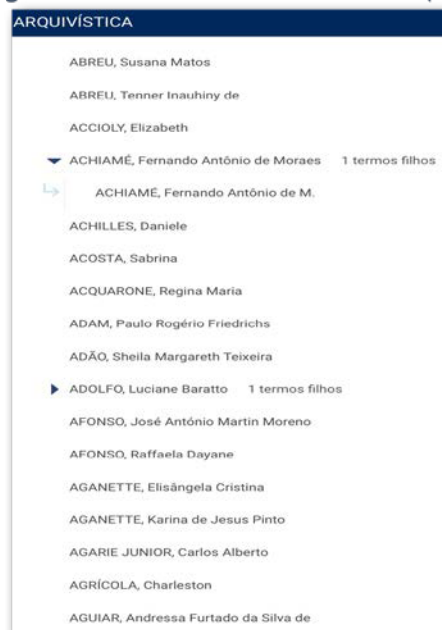 ARQUIVÍSTICA
ABREU, Susana Matos
ABREU, Tenner Inauhiny de
ACCIOLY, Elizabeth
ACHIAMÉ, Fernando Antônio de Moraes 1 termos filhos
ACHIAMÉ, Fernando Antônio de M.
ACHILLES, Daniele
ACOSTA, Sabrina
ACQUARONE, Regina Maria
ADAM, Paulo Rogério Friedrichs
ADÃO, Sheila Margareth Teixeira
ADOLFO, Luciane Baratto 1 termos filhos
AFONSO, José António Martin Moreno
AFONSO, Raffaela Dayane
AGANETTE, Elisângela Cristina
AGANETTE, Karina de Jesus Pinto
AGARIE JUNIOR, Carlos Alberto
AGRÍCOLA, Charleston
AGUIAR, Andressa Furtado da Silva de